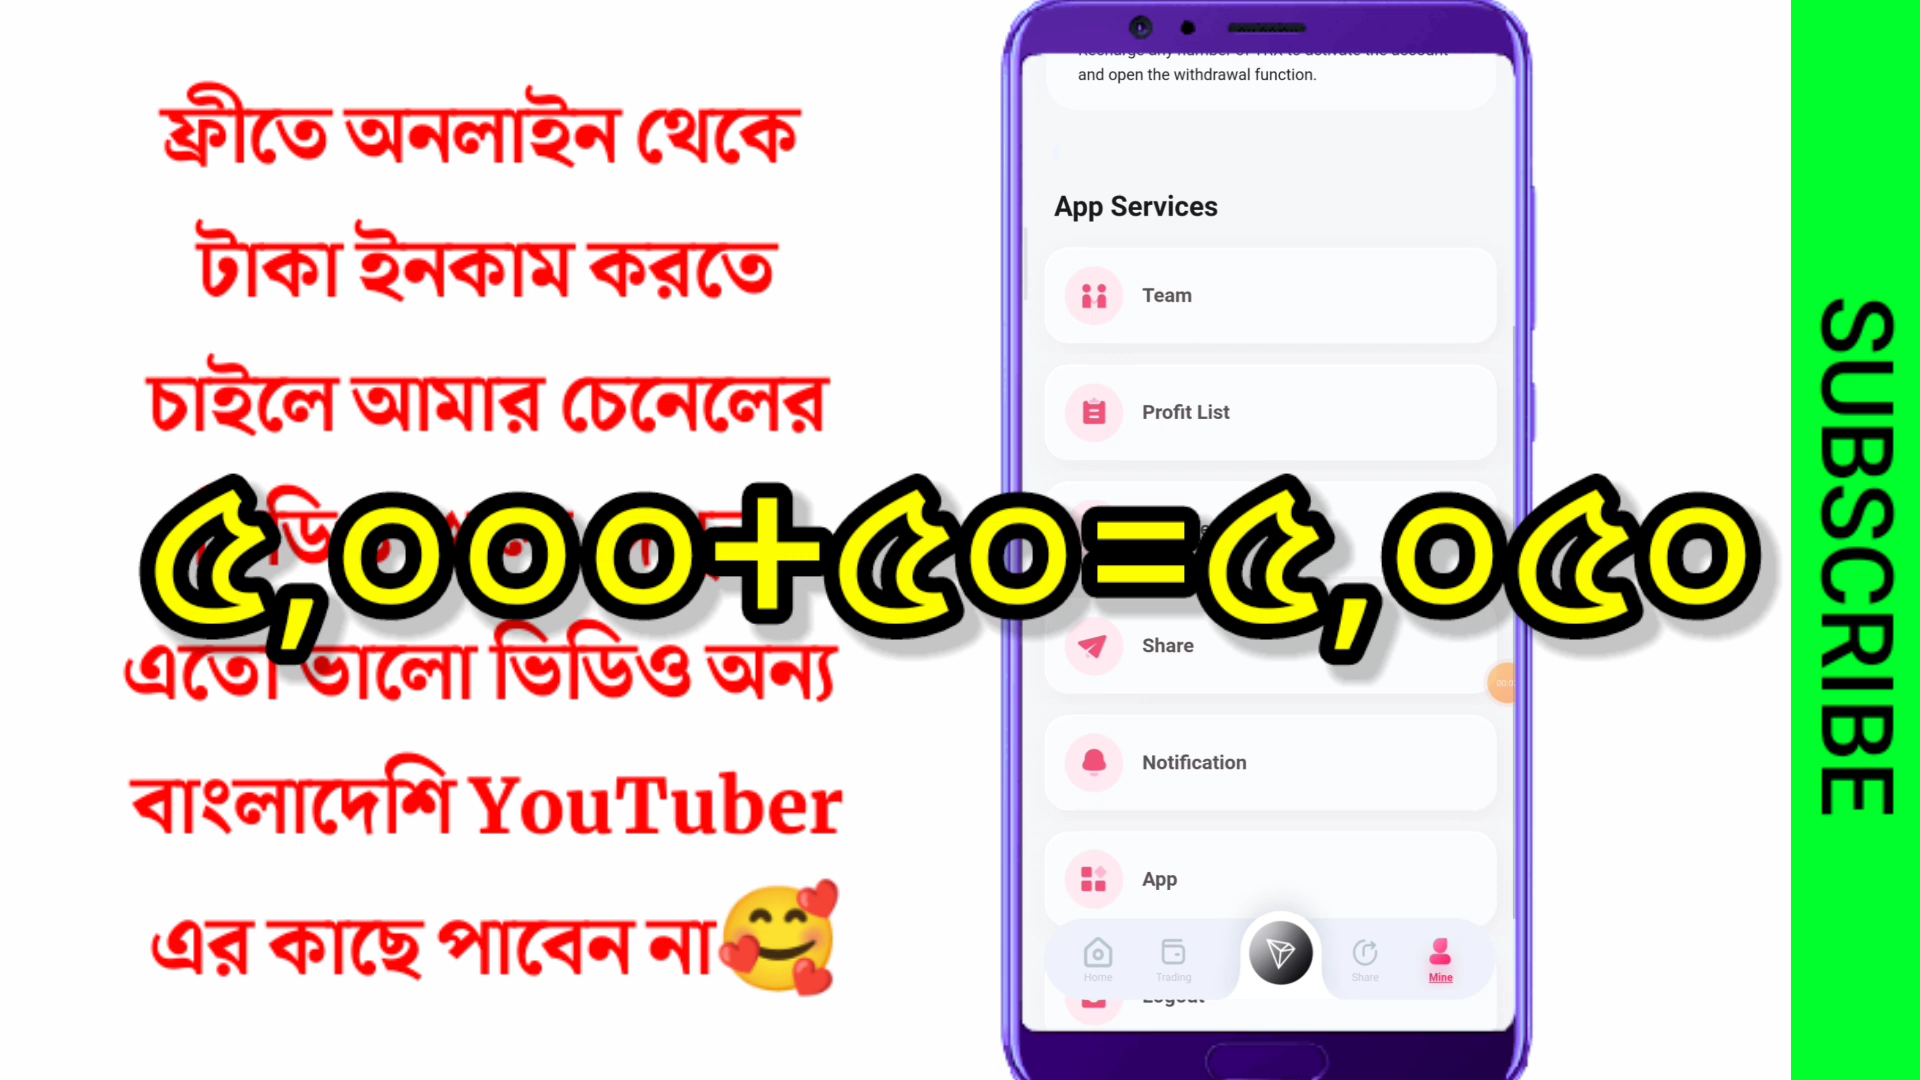 ফ্রীতে অনলাইন থেকে
টাকা ইনকাম করতে
চাইলে আমার চেনেলের
৫,০০০+৫০=৫,০৫০
এতো ভালো ভিডিও অন্য
বাংলাদেশি YouTuber
এর কাছে পাবেন না
and open the withdrawal function.
App Services
Team
Profit List
Share
Notification
App
Home
Trading
Share
Mine
Logout
SUBSCRIBE